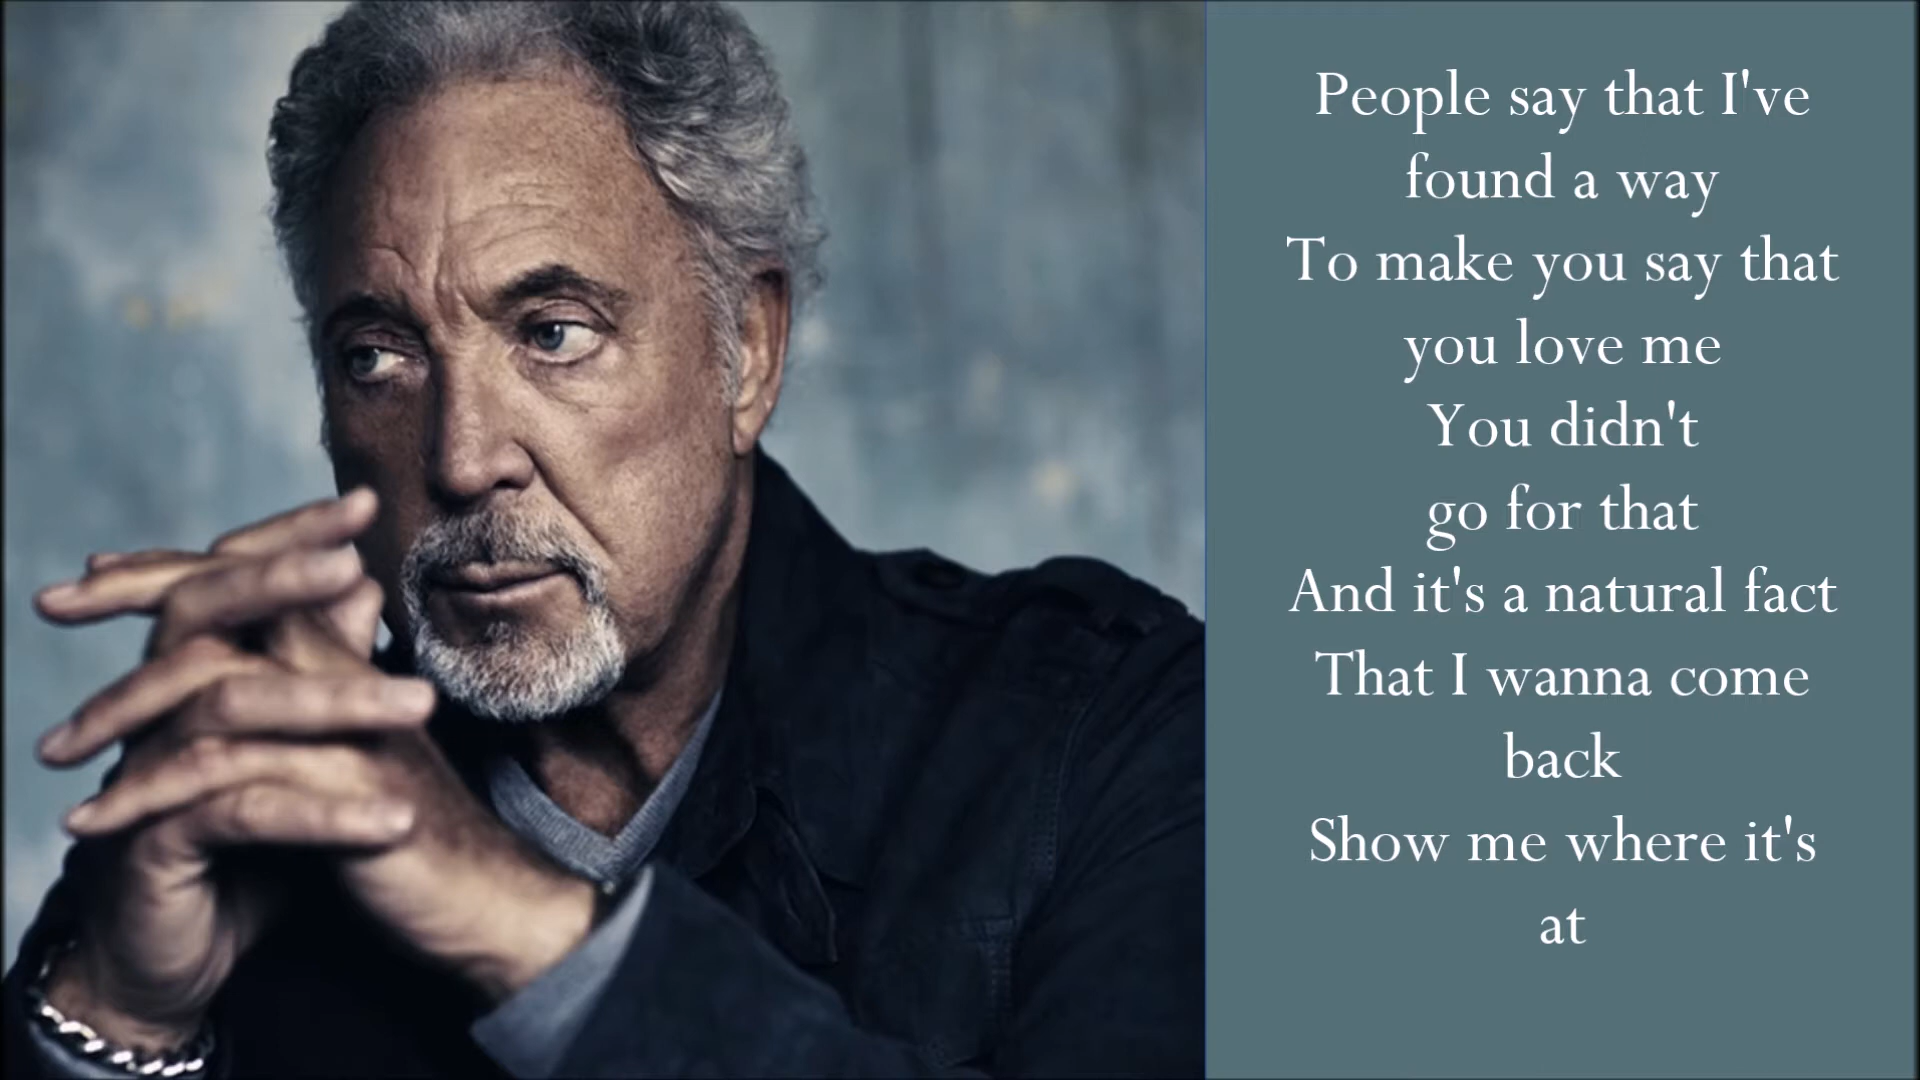 People say that I've
found a way
To make you say that
you love me
You didn't
go for that
And it's a natural fact
That I wanna come
back
Show me where it's
at